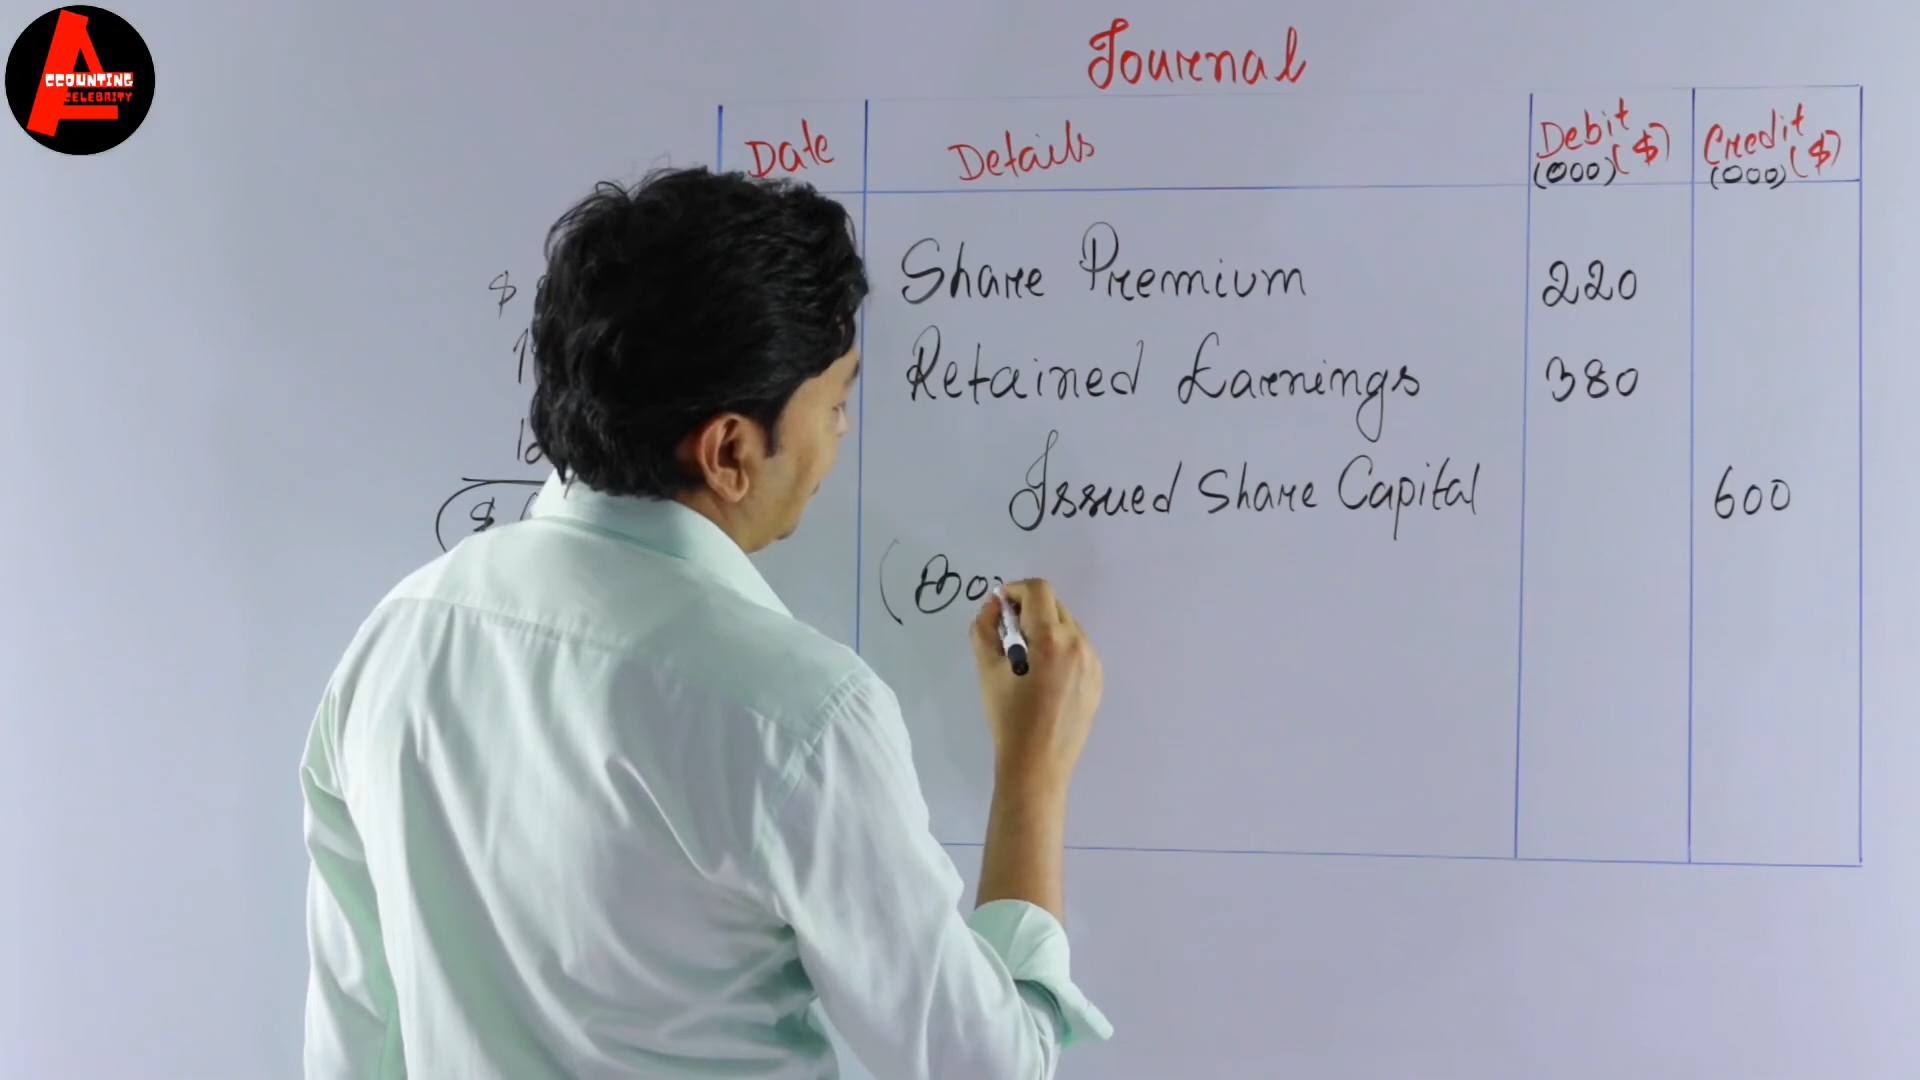 ACCOUNTING
CELEBRITY
Journal
Date Details Debit ($) Credit ($)
(000) (000)
Share Premium 220
Retained Earnings 380
Issued Share Capital 600
$
$